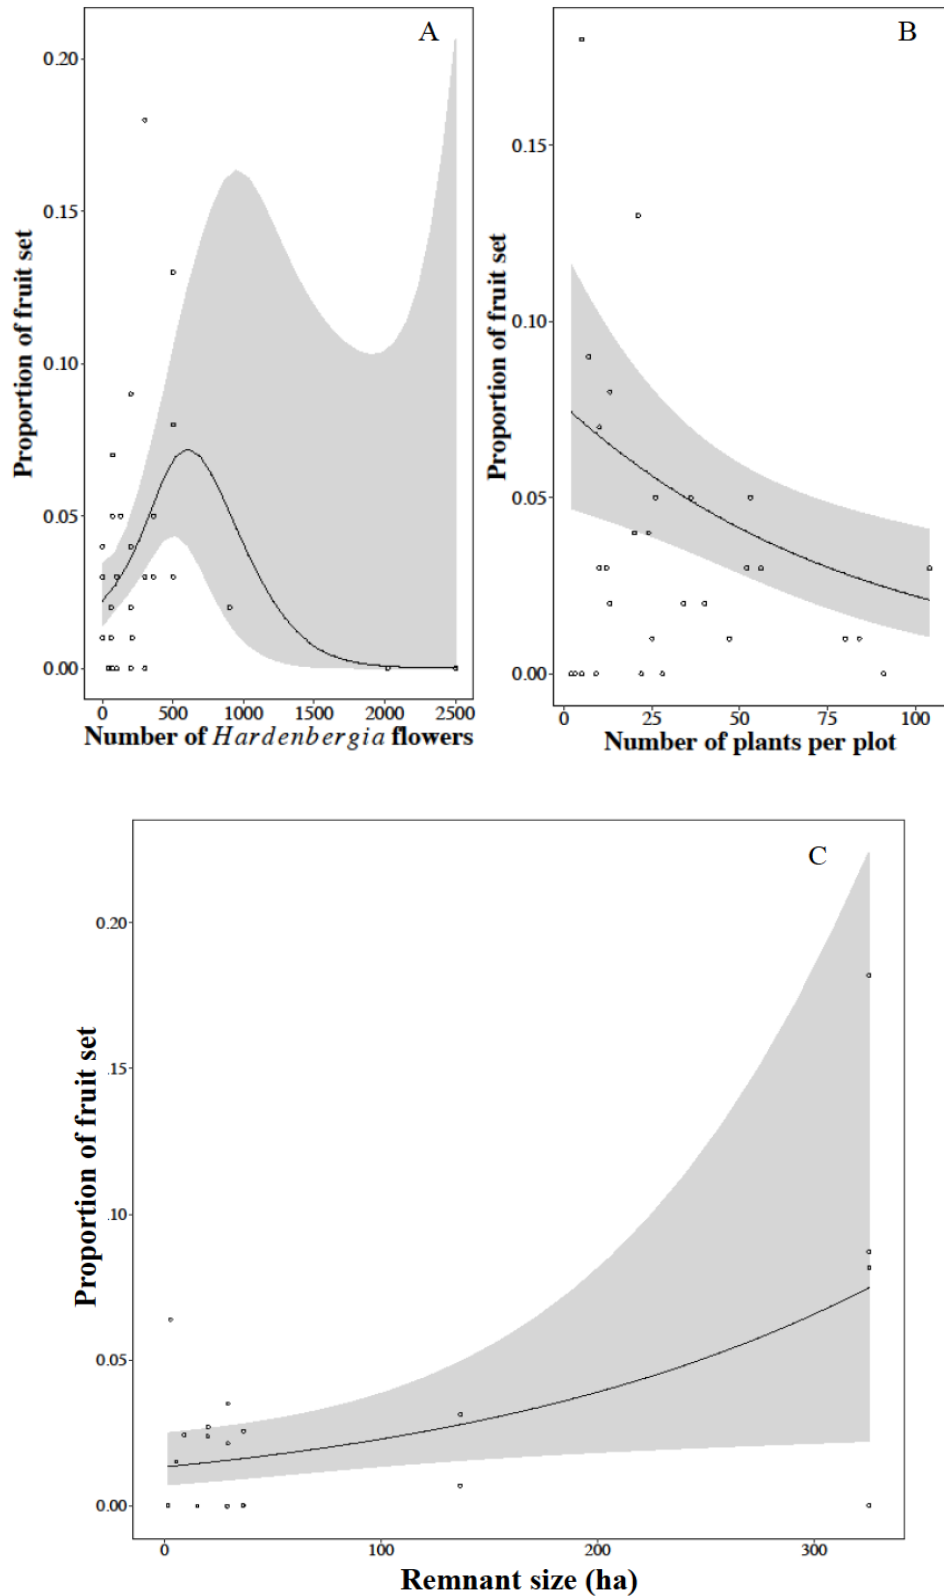 A
B
0.20
0.15
0.10
0.05
0.00
Proportion of fruit set
0 500 1000 1500 2000 2500
Number of Hardenbergia flowers
0.15
0.10
0.05
0.00
Proportion of fruit set
0 25 50 75 100
Number of plants per plot
C
0.20
.15
.10
0.05
0.00
Proportion of fruit set
0 100 200 300
Remnant size (ha)